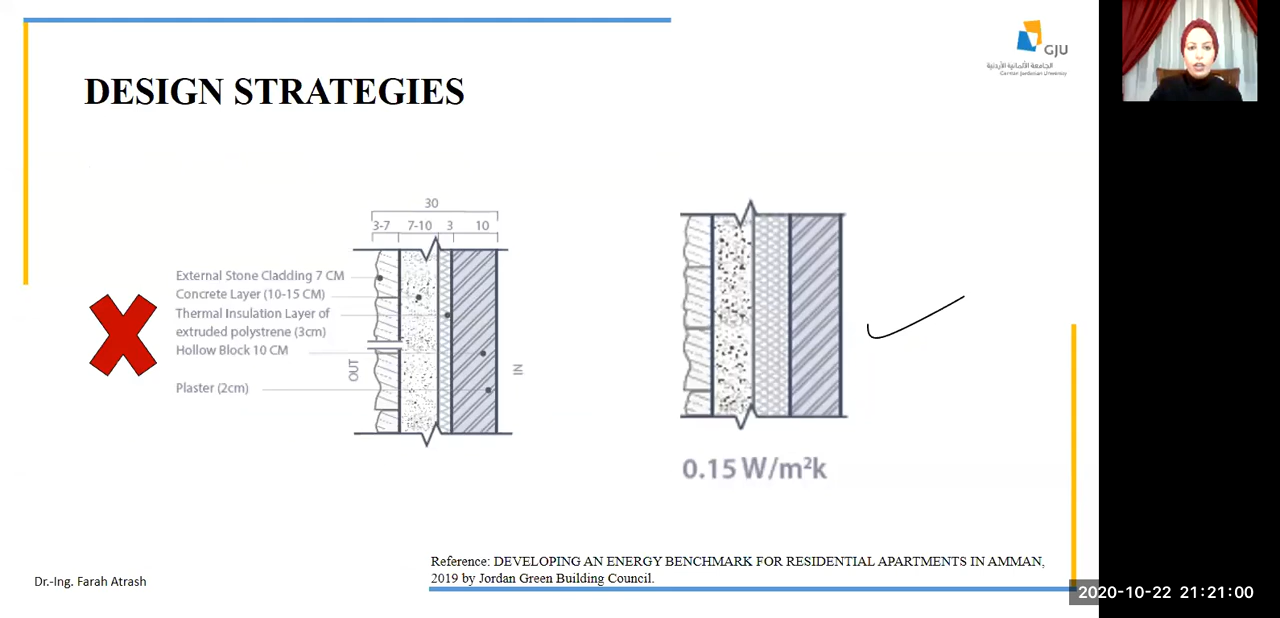 GJU
الجامعة الألمانية الأردنية
German Jordanian University
DESIGN STRATEGIES
30
3-7 7-10 3 10
External Stone Cladding 7 CM
Concrete Layer (10-15 CM)
Thermal Insulation Layer of
extruded polystrene (3cm)
Hollow Block 10 CM
Plaster (2cm)
OUT
IN
0.15 W/m²k
Reference: DEVELOPING AN ENERGY BENCHMARK FOR RESIDENTIAL APARTMENTS IN AMMAN,
2019 by Jordan Green Building Council.
Dr.-Ing. Farah Atrash
2020-10-22 21:21:00